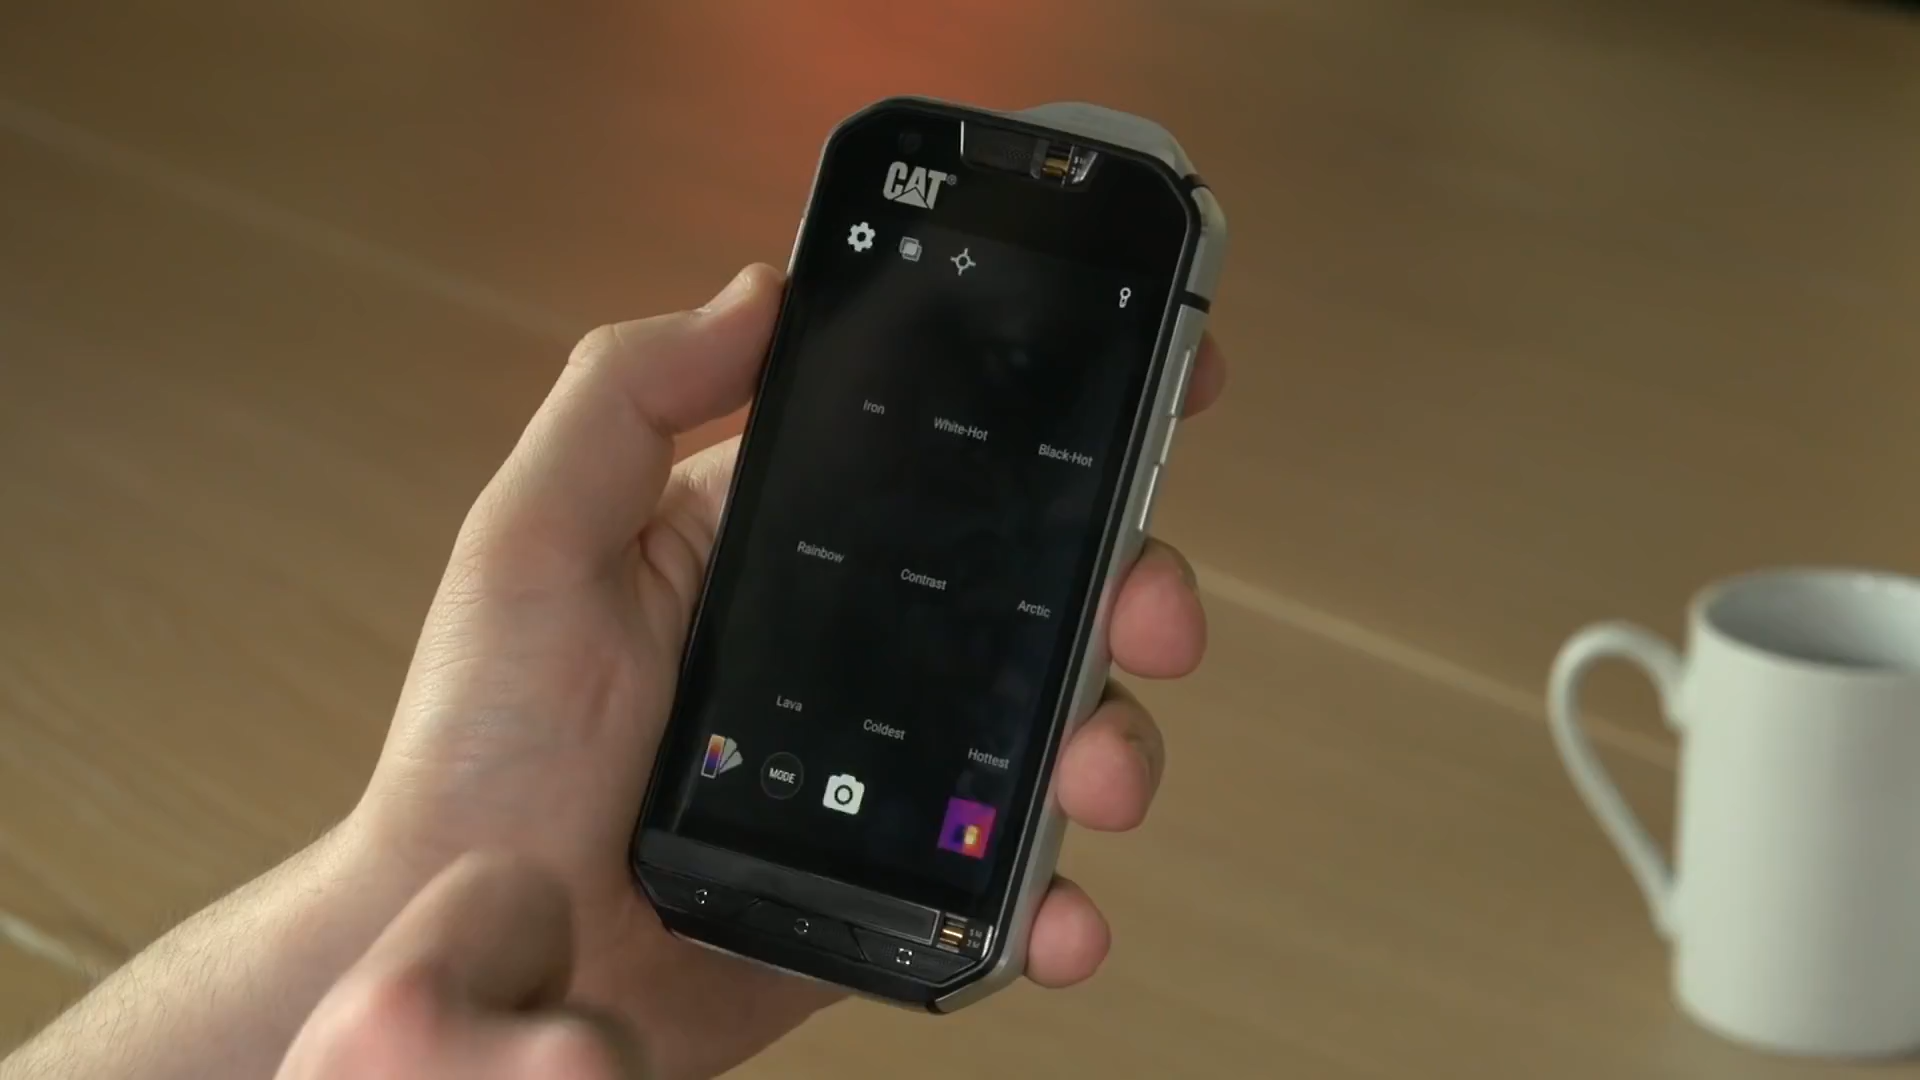 CAT®
Iron
White-Hot
Black-Hot
Rainbow
Contrast
Arctic
Lava
Coldest
Hottest
MODE